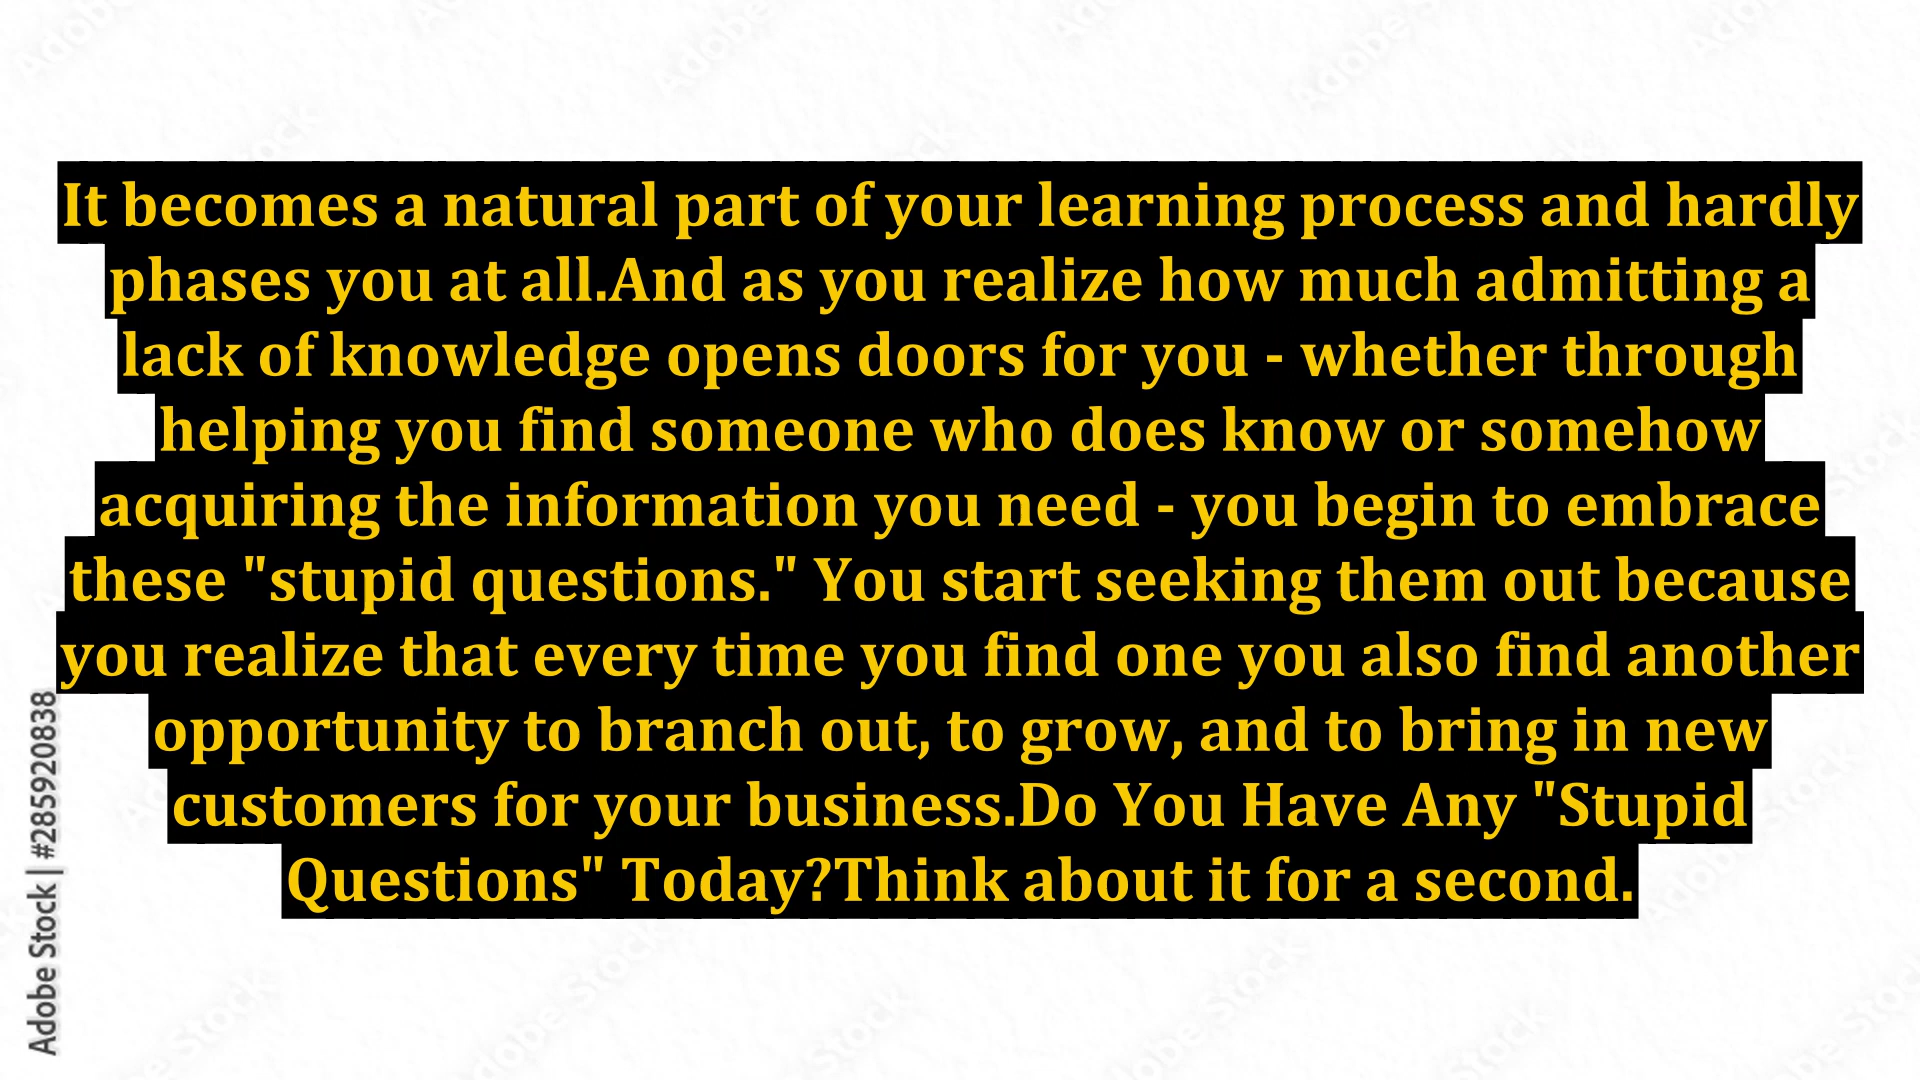 It becomes a natural part of your learning process and hardly
phases you at all.And as you realize how much admitting a
lack of knowledge opens doors for you - whether through
helping you find someone who does know or somehow
acquiring the information you need - you begin to embrace
these "stupid questions." You start seeking them out because
you realize that every time you find one you also find another
opportunity to branch out, to grow, and to bring in new
customers for your business.Do You Have Any "Stupid
Questions" Today?Think about it for a second.
Adobe Stock | #285920838